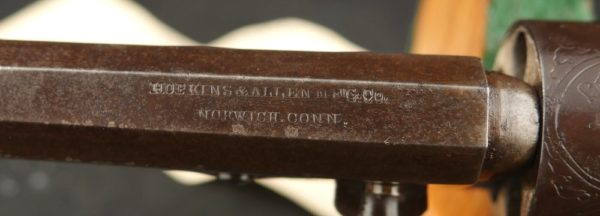 HOPKINS & ALLEN MFG. Co.
NORWICH. CONN.